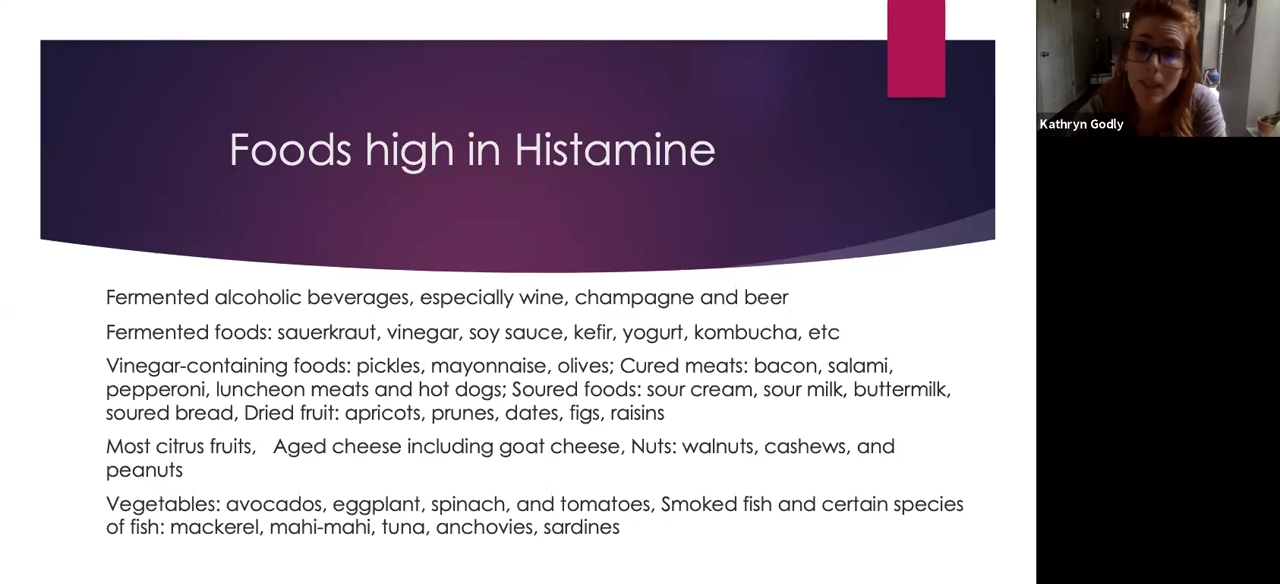 Foods high in Histamine
Fermented alcoholic beverages, especially wine, champagne and beer
Fermented foods: sauerkraut, vinegar, soy sauce, kefir, yogurt, kombucha, etc
Vinegar-containing foods: pickles, mayonnaise, olives; Cured meats: bacon, salami,
pepperoni, luncheon meats and hot dogs; Soured foods: sour cream, sour milk, buttermilk,
soured bread, Dried fruit: apricots, prunes, dates, figs, raisins
Most citrus fruits,   Aged cheese including goat cheese, Nuts: walnuts, cashews, and
peanuts
Vegetables: avocados, eggplant, spinach, and tomatoes, Smoked fish and certain species
of fish: mackerel, mahi-mahi, tuna, anchovies, sardines
Kathryn Godly